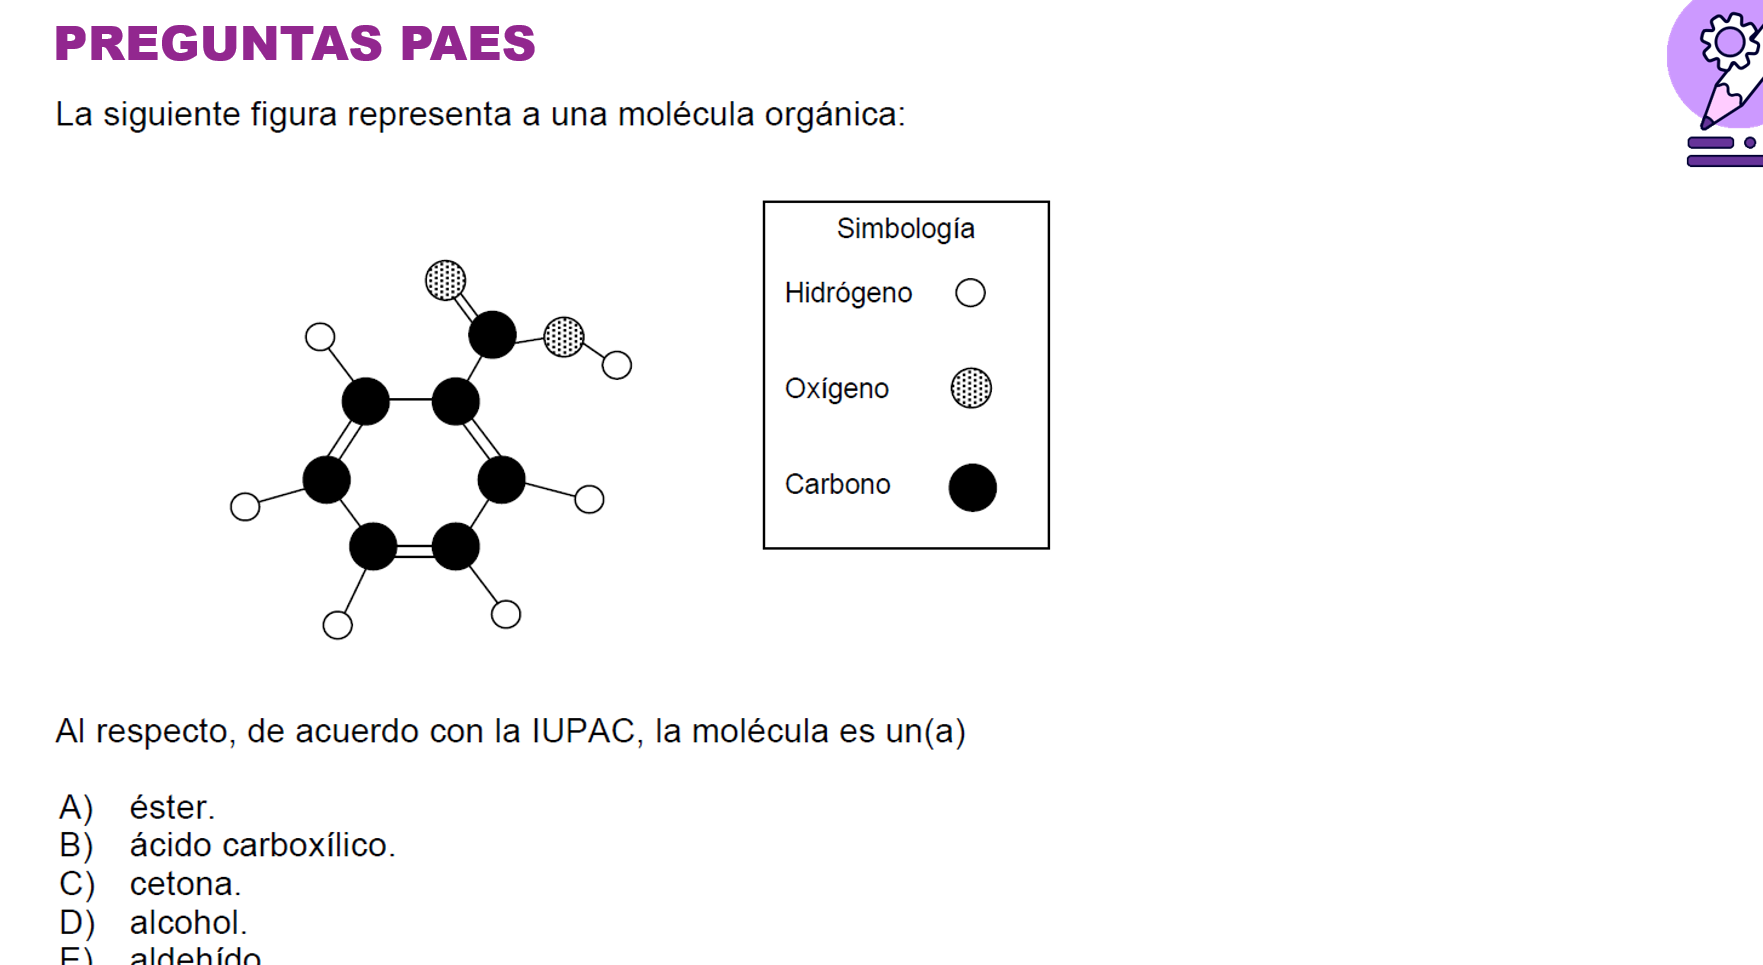 PREGUNTAS PAES
La siguiente figura representa a una molécula orgánica:
Simbología
Hidrógeno
Oxígeno
Carbono
Al respecto, de acuerdo con la IUPAC, la molécula es un(a)
A) éster.
B) ácido carboxílico.
C) cetona.
D) alcohol.
E) aldehído